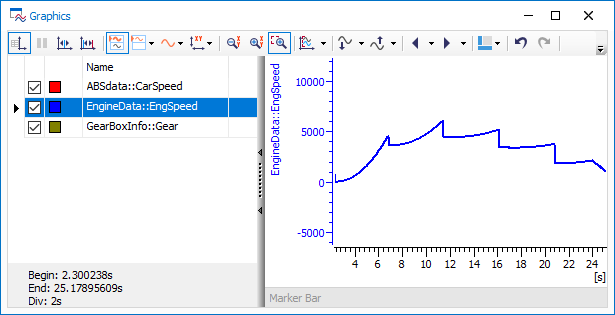 Graphics
Name
ABSdata::CarSpeed
EngineData::EngSpeed
GearBoxInfo::Gear
Begin: 2.300238s
End: 25.17895609s
Div: 2s
EngineData::EngSpeed
10000
5000
0
-5000
4 6 8 10 12 14 16 18 20 22 24
[s]
Marker Bar